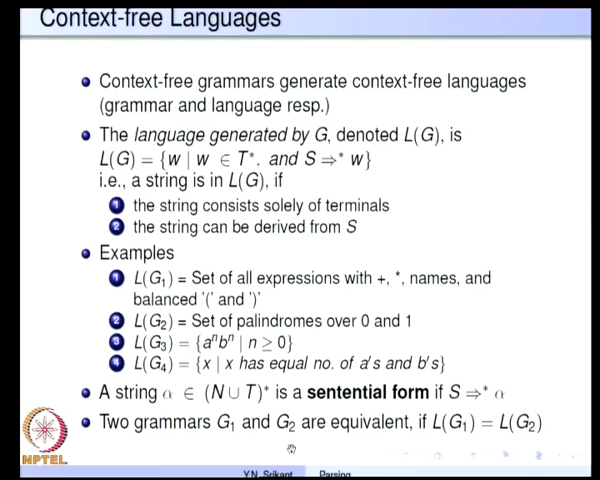 Context-free Languages
Context-free grammars generate context-free languages
(grammar and language resp.)
The language generated by G, denoted L(G), is
L(G) = {w | w ∈ T*, and S ⇒* w}
i.e., a string is in L(G), if
1 the string consists solely of terminals
2 the string can be derived from S
Examples
1 L(G₁) = Set of all expressions with +, *, names, and
balanced '(' and ')'
2 L(G₂) = Set of palindromes over 0 and 1
3 L(G₃) = {aⁿbⁿ | n ≥ 0}
4 L(G₄) = {x | x has equal no. of a's and b's}
A string α ∈ (N ∪ T)* is a sentential form if S ⇒* α
Two grammars G₁ and G₂ are equivalent, if L(G₁) = L(G₂)
NPTEL
Y.N. Srikant Parsing